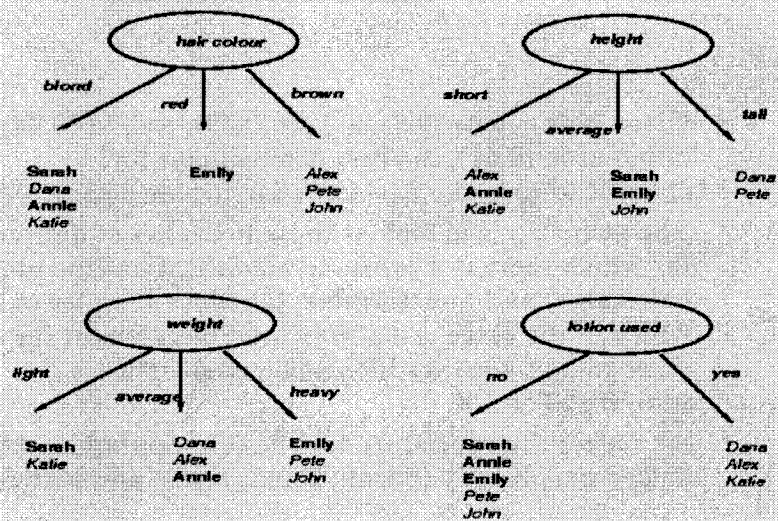 hair colour
blond
red
brown
Sarah
Dana
Annie
Katie
Emily
Alex
Pete
John
height
short
average
tall
Alex
Annie
Katie
Sarah
Emily
John
Dana
Pete
weight
light
average
heavy
Sarah
Katie
Dana
Alex
Annie
Emily
Pete
John
lotion used
no
yes
Sarah
Annie
Emily
Pete
John
Dana
Alex
Katie